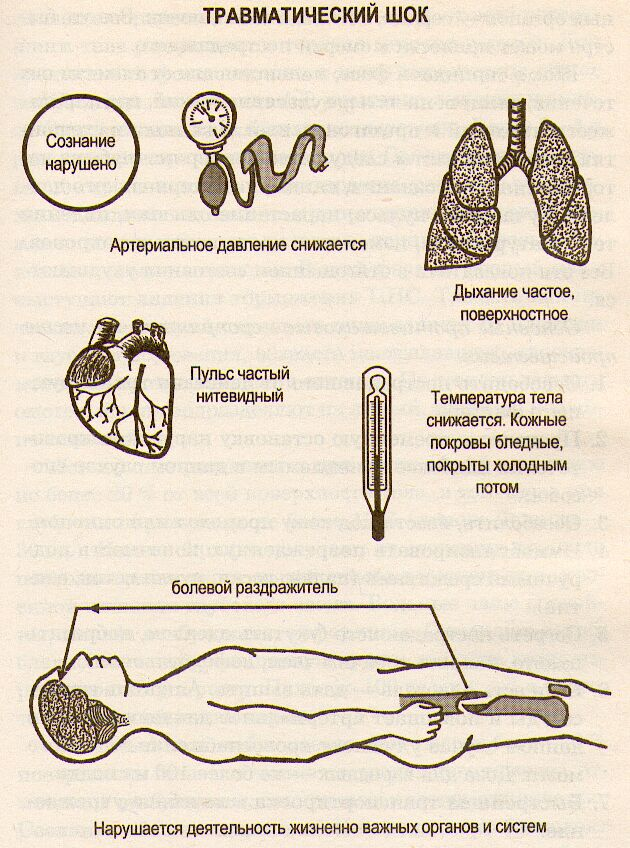 ТРАВМАТИЧЕСКИЙ ШОК
Сознание
нарушено
Артериальное давление снижается
Дыхание частое,
поверхностное
Пульс частый
нитевидный
Температура тела
снижается. Кожные
покровы бледные,
покрыты холодным
потом
болевой раздражитель
Нарушается деятельность жизненно важных органов и систем